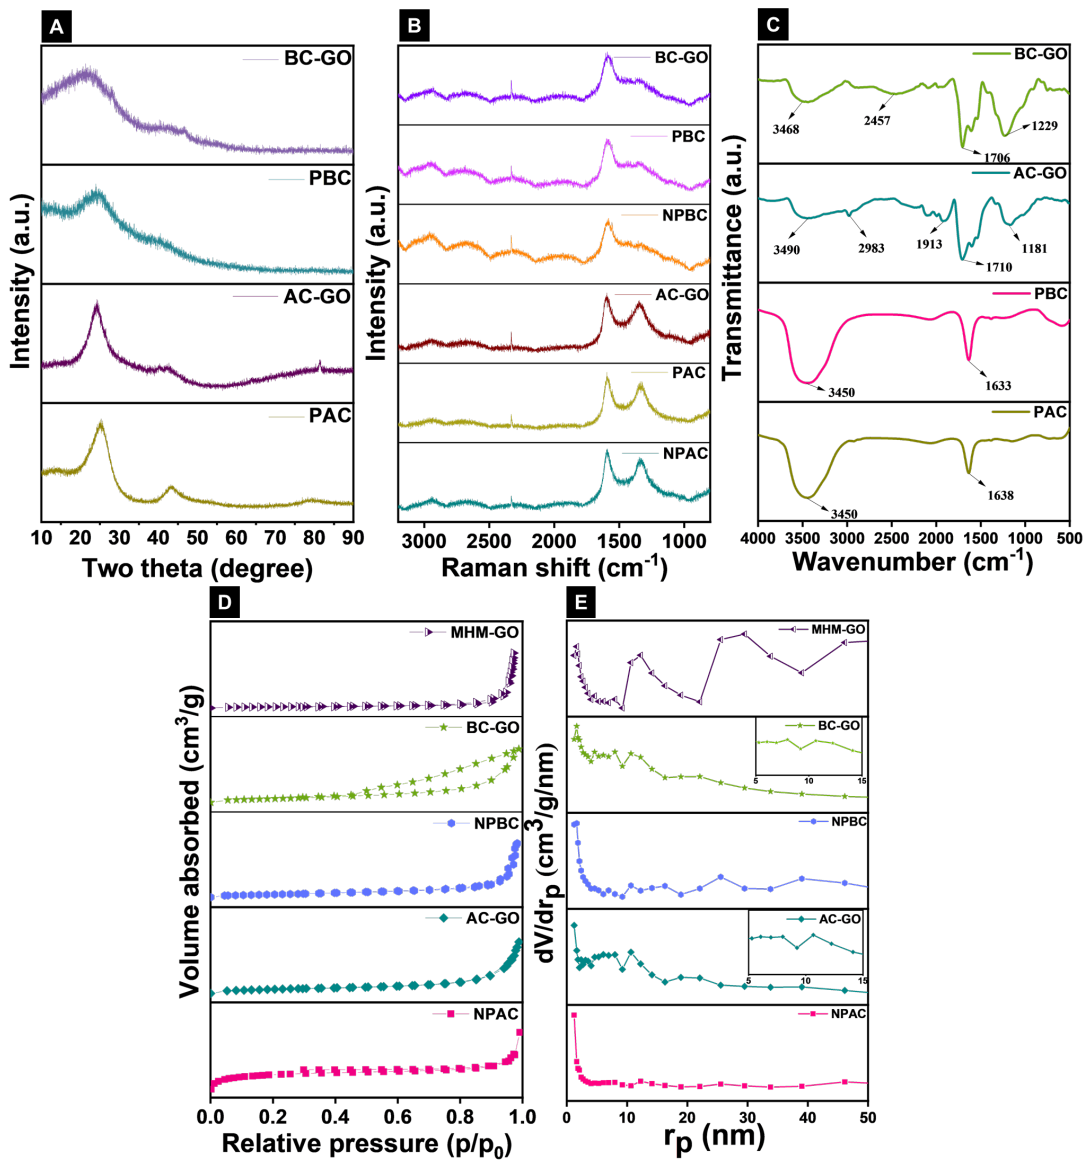 A
BC-GO
PBC
AC-GO
PAC
Intensity (a.u.)
10 20 30 40 50 60 70 80 90
Two theta (degree)
B
BC-GO
PBC
NPBC
AC-GO
PAC
NPAC
Intensity (a.u.)
3000 2500 2000 1500 1000
Raman shift (cm⁻¹)
C
BC-GO
3468
2457
1706
1229
AC-GO
3490
2983
1913
1710
1181
PBC
3450
1633
PAC
3450
1638
Transmittance (a.u.)
4000 3500 3000 2500 2000 1500 1000 500
Wavenumber (cm⁻¹)
D
MHM-GO
BC-GO
NPBC
AC-GO
NPAC
Volume absorbed (cm³/g)
0.0 0.2 0.4 0.6 0.8 1.0
Relative pressure (p/p₀)
E
MHM-GO
BC-GO
5 10 15
NPBC
AC-GO
5 10 15
NPAC
dV/drₚ (cm³/g/nm)
0 10 20 30 40 50
rₚ (nm)